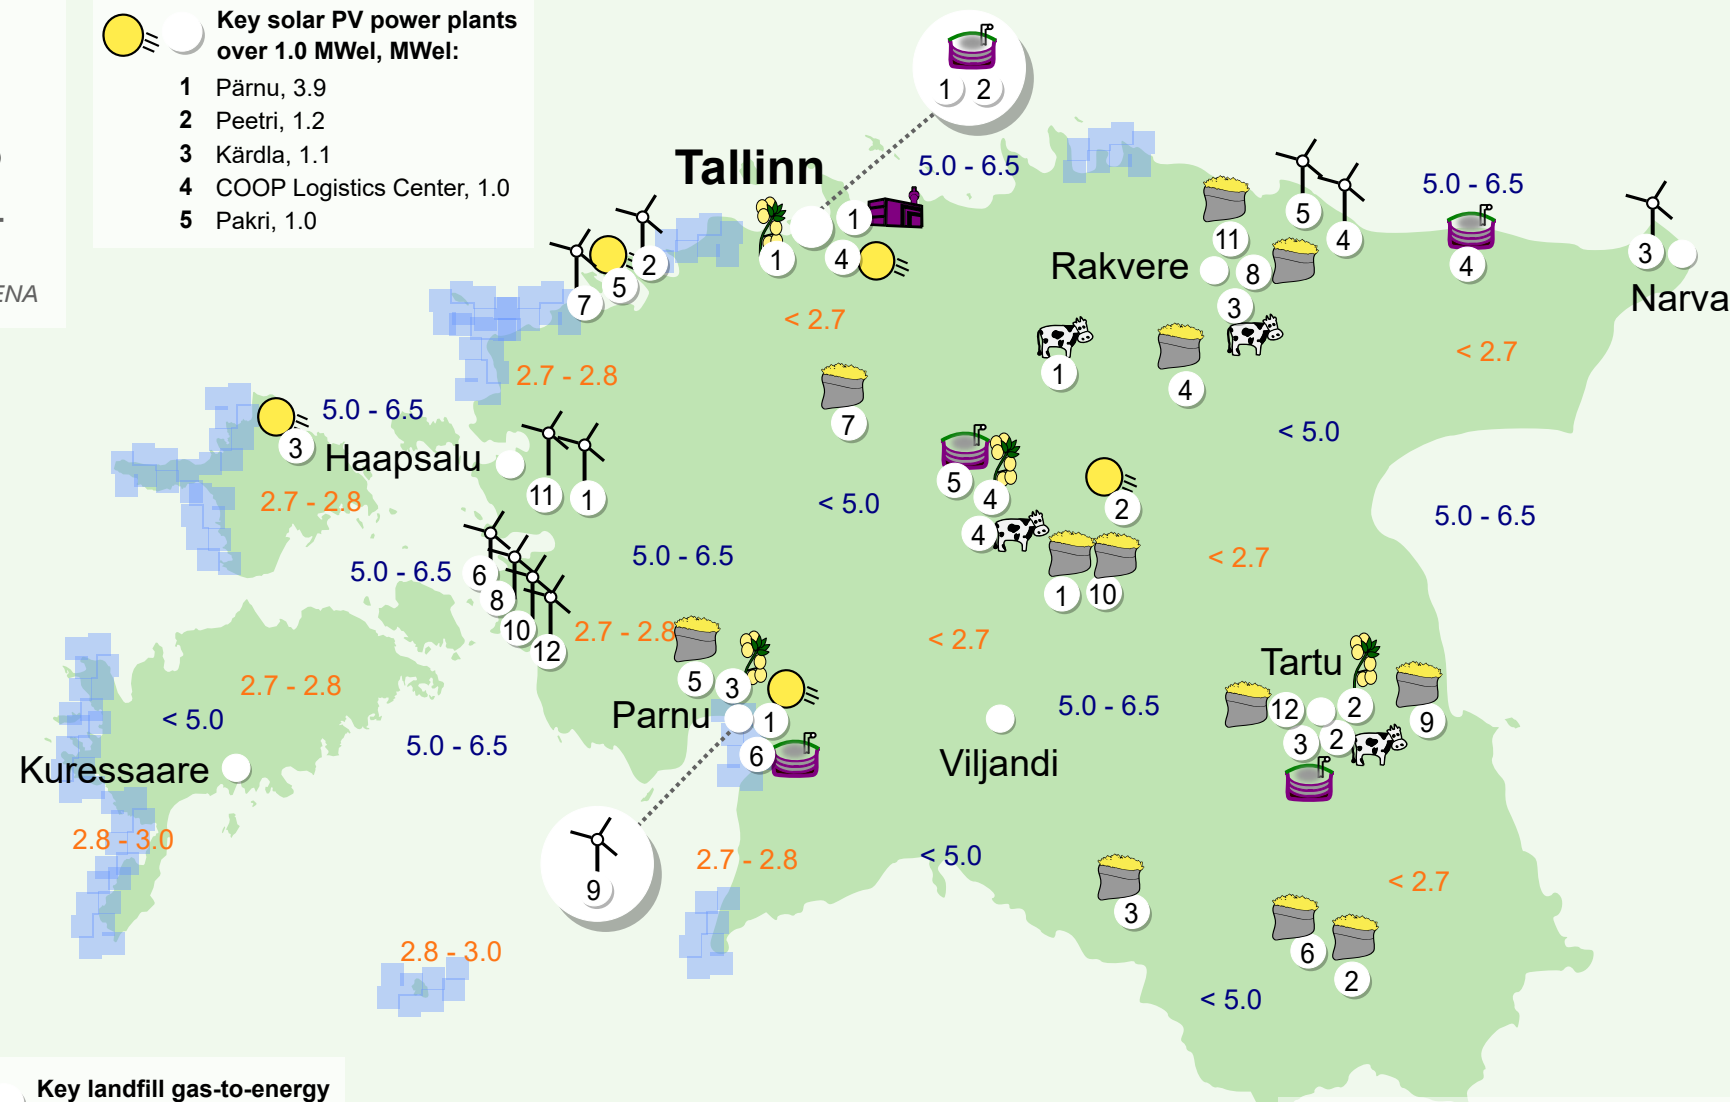 Key solar PV power plants
over 1.0 MWel, MWel:
1 Pärnu, 3.9
2 Peetri, 1.2
3 Kärdla, 1.1
4 COOP Logistics Center, 1.0
5 Pakri, 1.0
ENA
1 2
Tallinn
5.0 - 6.5
5.0 - 6.5
1
5
4
11
2
1
4
Rakvere
8
4
3
5
7
3
Narva
< 2.7
< 2.7
2.7 - 2.8
1
4
5.0 - 6.5
7
< 5.0
3
Haapsalu
5
4
2.7 - 2.8
11
1
< 5.0
2
5.0 - 6.5
4
5.0 - 6.5
5.0 - 6.5
< 2.7
6
8
1
10
10
12
2.7 - 2.8
< 2.7
Tartu
2.7 - 2.8
5
3
< 5.0
Parnu
1
5.0 - 6.5
12
2
9
5.0 - 6.5
6
3
2
Kuressaare
Viljandi
2.8 - 3.0
2.7 - 2.8
< 5.0
9
< 2.7
3
2.8 - 3.0
6
2
< 5.0
Key landfill gas-to-energy